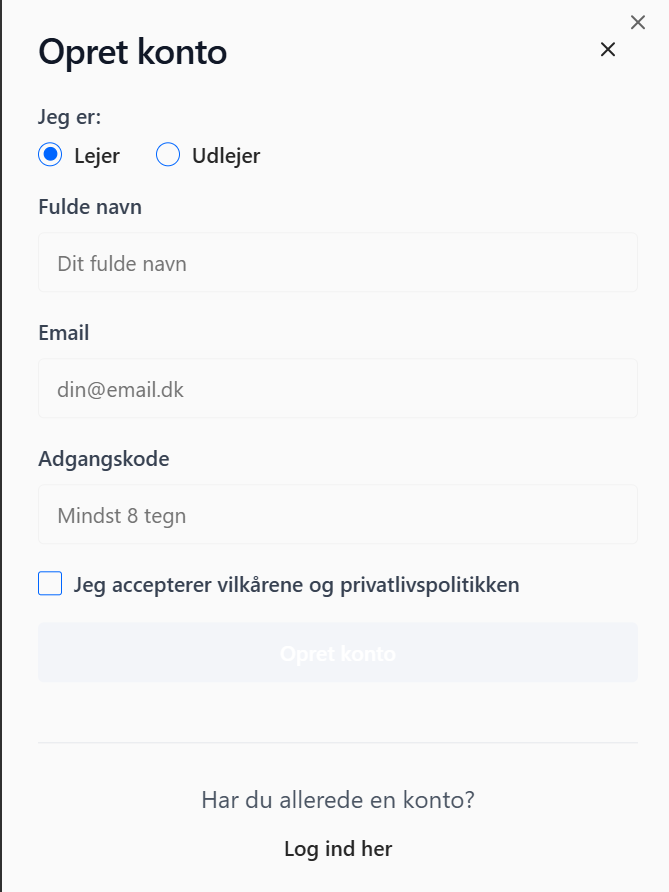 Opret konto
Jeg er:
Lejer Udlejer
Fulde navn
Dit fulde navn
Email
din@email.dk
Adgangskode
Mindst 8 tegn
Jeg accepterer vilkårene og privatlivspolitikken
Opret konto
Har du allerede en konto?
Log ind her